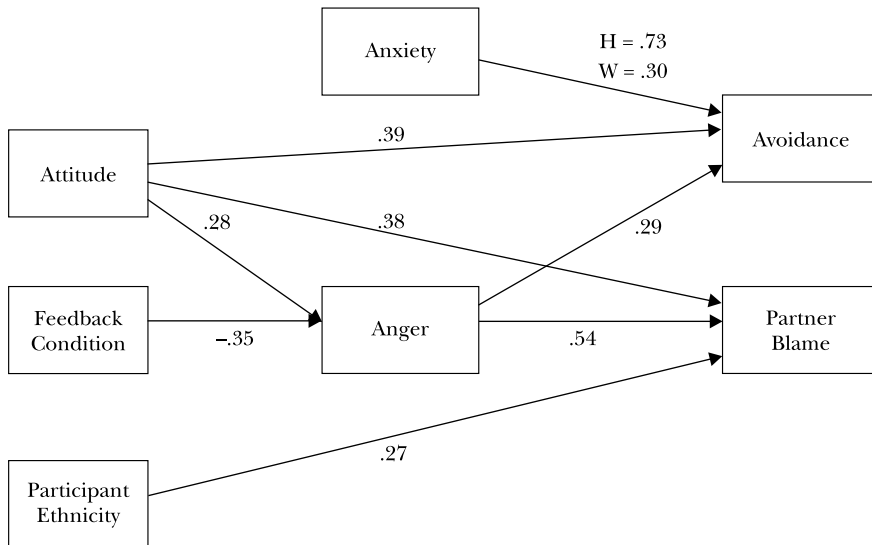 Anxiety
H = .73
W = .30
Avoidance
.39
Attitude
.28
.38
.29
Feedback
Condition
–.35
Anger
.54
Partner
Blame
.27
Participant
Ethnicity